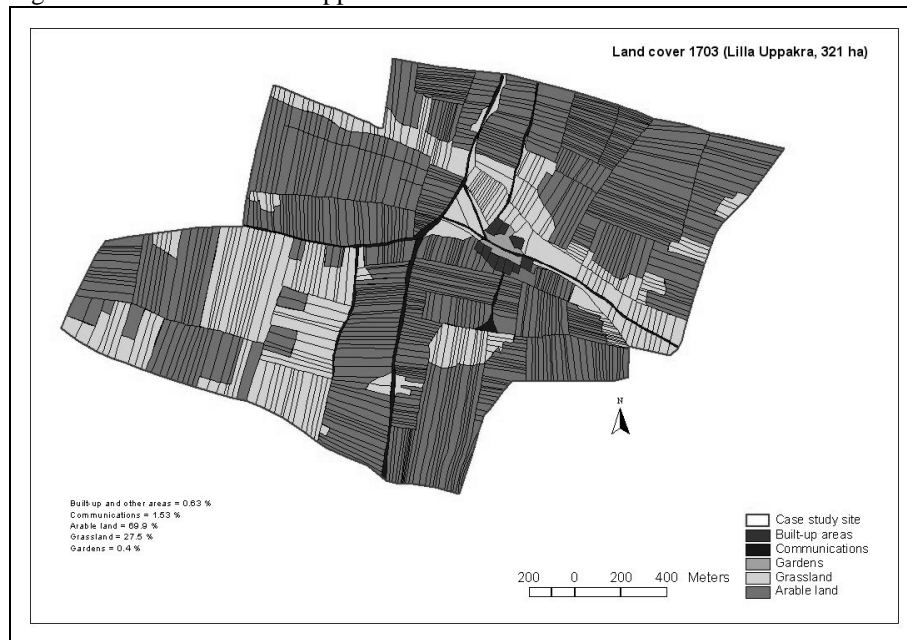 Land cover 1703 (Lilla Uppakra, 321 ha)
N
Built-up and other areas = 0.63 %
Communications = 1.53 %
Arable land = 69.9 %
Grassland = 27.5 %
Gardens = 0.4 %
200 0 200 400 Meters
Case study site
Built-up areas
Communications
Gardens
Grassland
Arable land